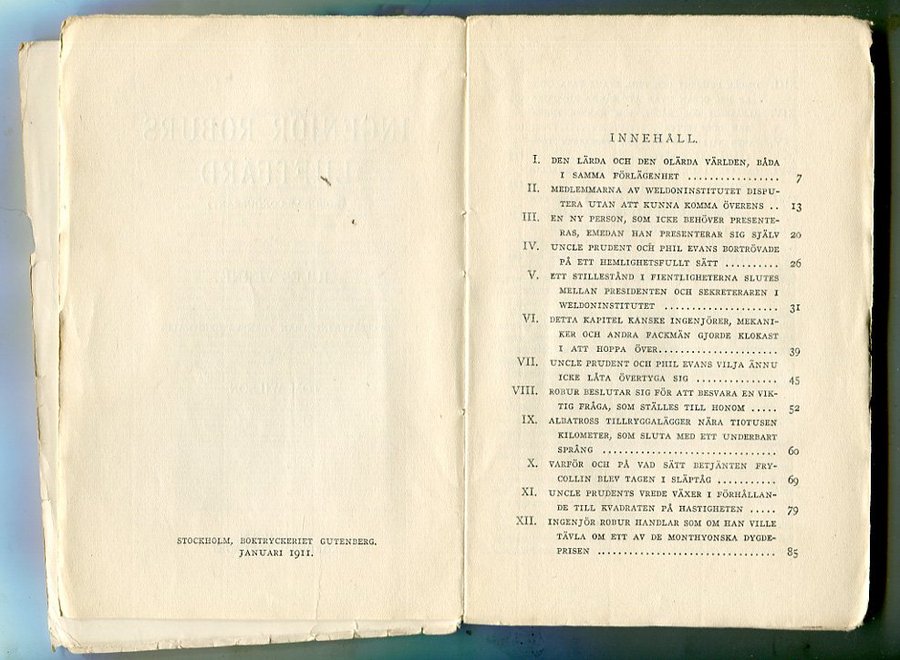 STOCKHOLM, BOKTRYCKERIET GUTENBERG.
JANUARI 1911.
INNEHÅLL.
I. DEN LÄRDA OCH DEN OLÄRDA VÄRLDEN, BÅDA
I SAMMA FÖRLÄGENHET ................. 7
II. MEDLEMMARNA AV WELDONINSTITUTET DISPU-
TERA UTAN ATT KUNNA KOMMA ÖVERENS .. 13
III. EN NY PERSON, SOM ICKE BEHÖVER PRESENTE-
RAS, EMEDAN HAN PRESENTERAR SIG SJÄLV 20
IV. UNCLE PRUDENT OCH PHIL EVANS BORTRÖVADE
PÅ ETT HEMLIGHETSFULLT SÄTT .......... 26
V. ETT STILLESTÅND I FIENTLIGHETERNA SLUTES
MELLAN PRESIDENTEN OCH SEKRETERAREN I
WELDONINSTITUTET ..................... 31
VI. DETTA KAPITEL KANSKE INGENJÖRER, MEKANI-
KER OCH ANDRA FACKMÄN GJORDE KLOKAST
I ATT HOPPA ÖVER...................... 39
VII. UNCLE PRUDENT OCH PHIL EVANS VILJA ÄNNU
ICKE LÅTA ÖVERTYGA SIG ............... 45
VIII. ROBUR BESLUTAR SIG FÖR ATT BESVARA EN VIK-
TIG FRÅGA, SOM STÄLLES TILL HONOM ..... 52
IX. ALBATROSS TILLRYGGALÄGGER NÄRA TIOTUSEN
KILOMETER, SOM SLUTA MED ETT UNDERBART
SPRÅNG ................................ 60
X. VARFÖR OCH PÅ VAD SÄTT BETJÄNTEN FRY-
COLLIN BLEV TAGEN I SLÄPTÅG ........... 69
XI. UNCLE PRUDENTS VREDE VÄXER I FÖRHÅLLAN-
DE TILL KVADRATEN PÅ HASTIGHETEN ..... 79
XII. INGENJÖR ROBUR HANDLAR SOM OM HAN VILLE
TÄVLA OM ETT AV DE MONTHYONSKA DYGDE-
PRISEN ................................ 85